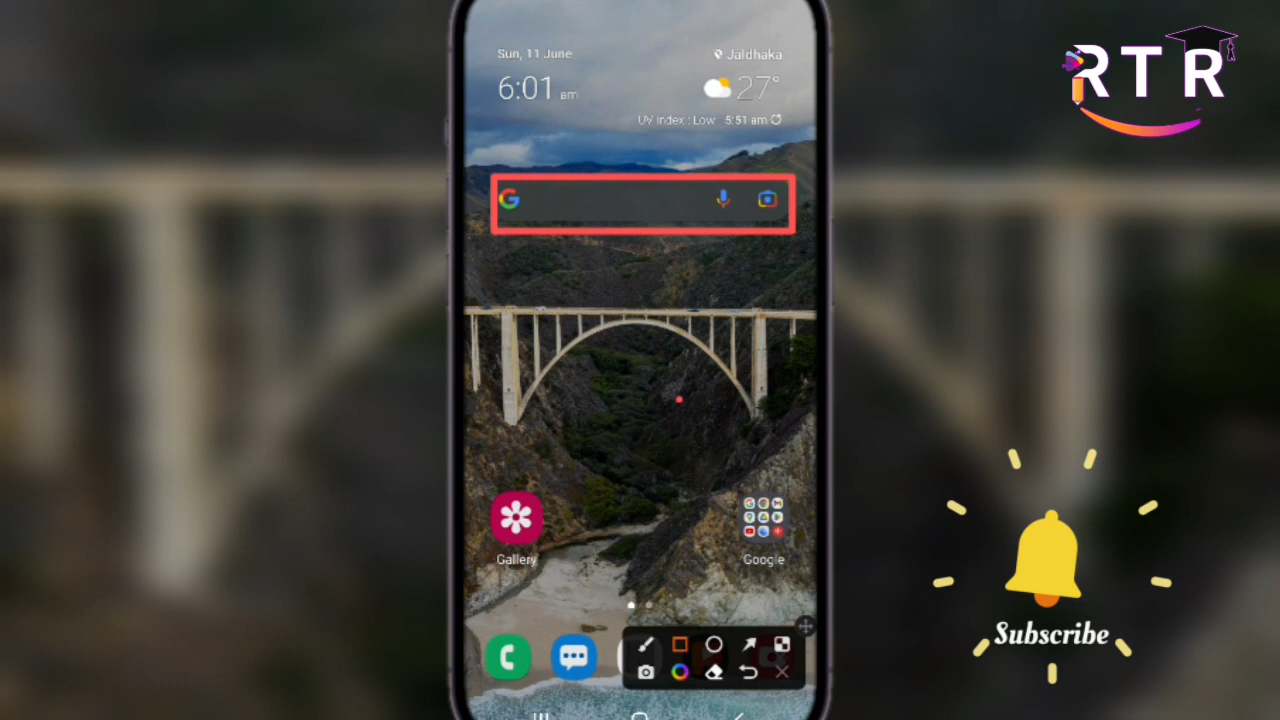 Sun, 11 June
Jaldhaka
6:01 am
27°
UV index : Low 5:51 am
RTR
Gallery
Google
Subscribe